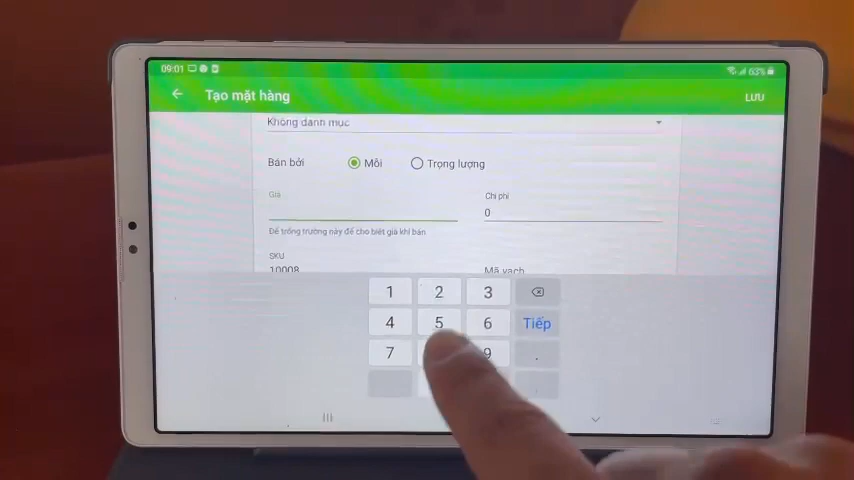 09:01
63%
Tạo mặt hàng
LƯU
Không danh mục
Bán bởi
Mỗi
Trọng lượng
Giá
Chi phí
0
Để trống trường này để cho biết giá khi bán
SKU
10008
Mã vạch
1 2 3
4 5 6 Tiếp
7 9 .